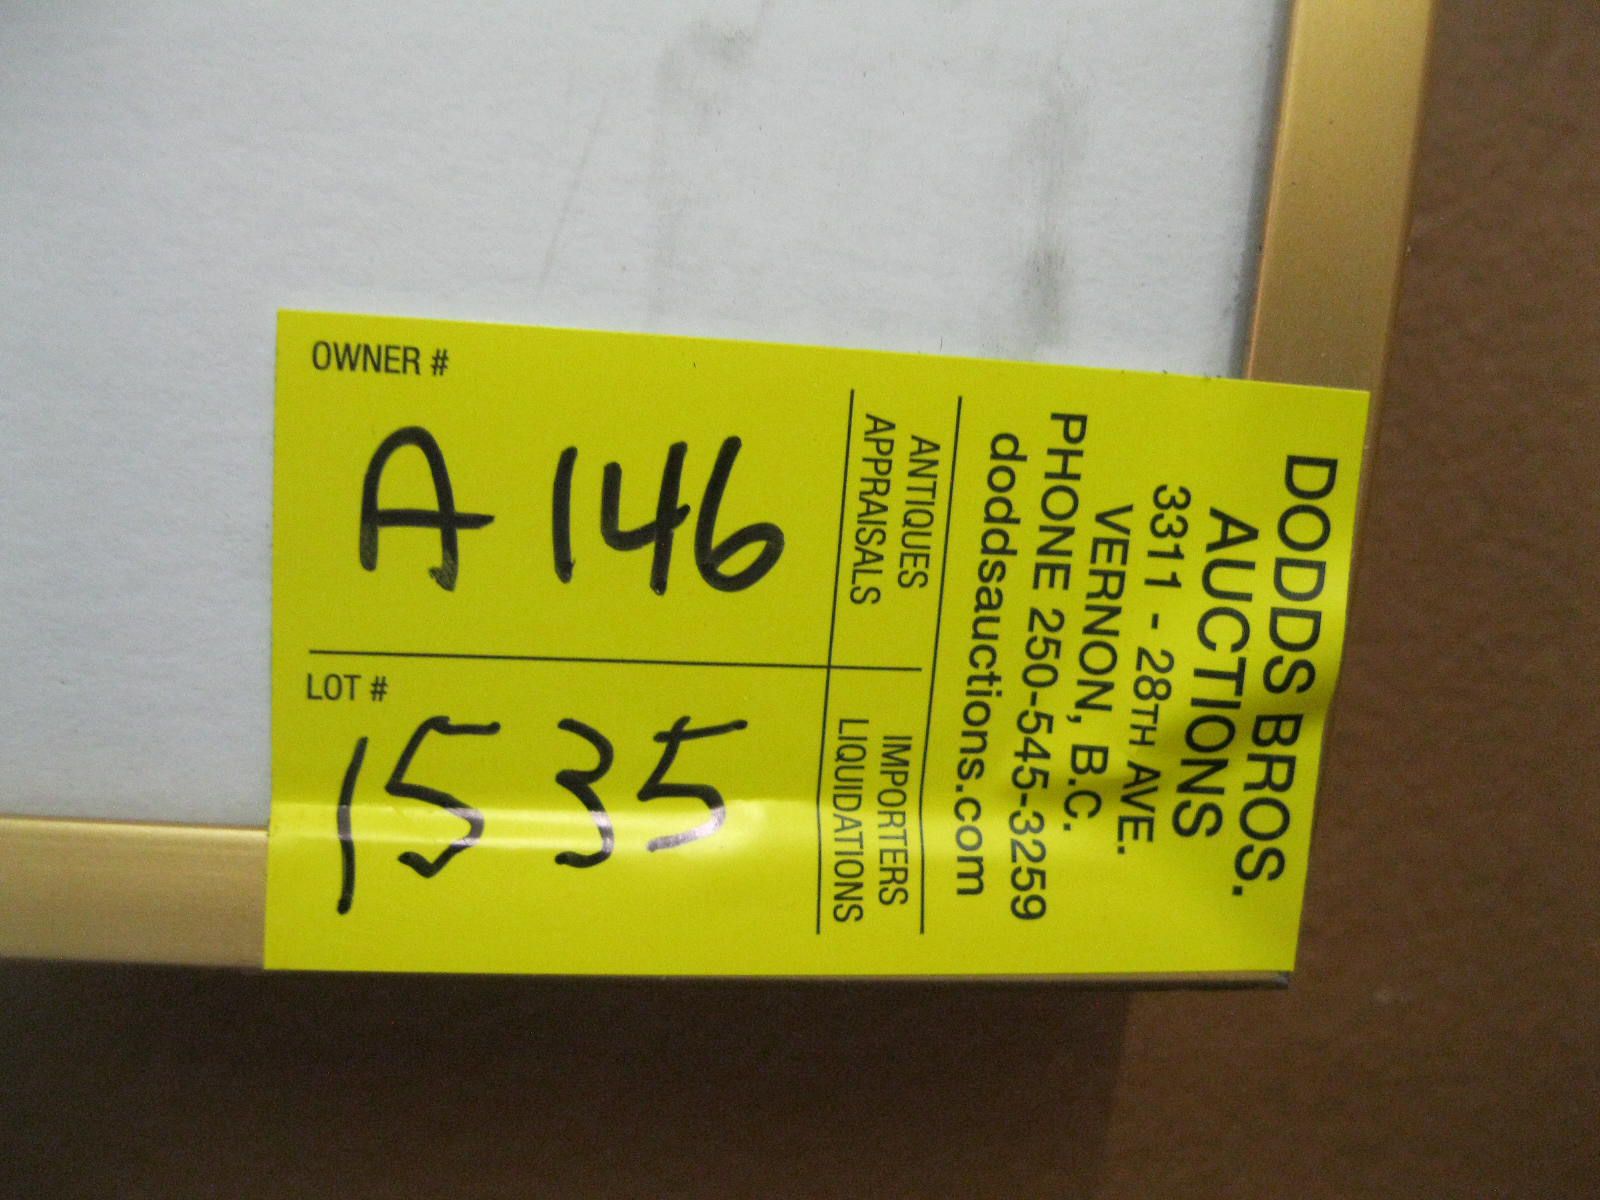 DODDS BROS.
AUCTIONS
3311 - 28TH AVE.
VERNON, B.C.
PHONE 250-545-3259
doddsauctions.com
ANTIQUES
APPRAISALS
IMPORTERS
LIQUIDATIONS
OWNER #
A 146
LOT #
1535